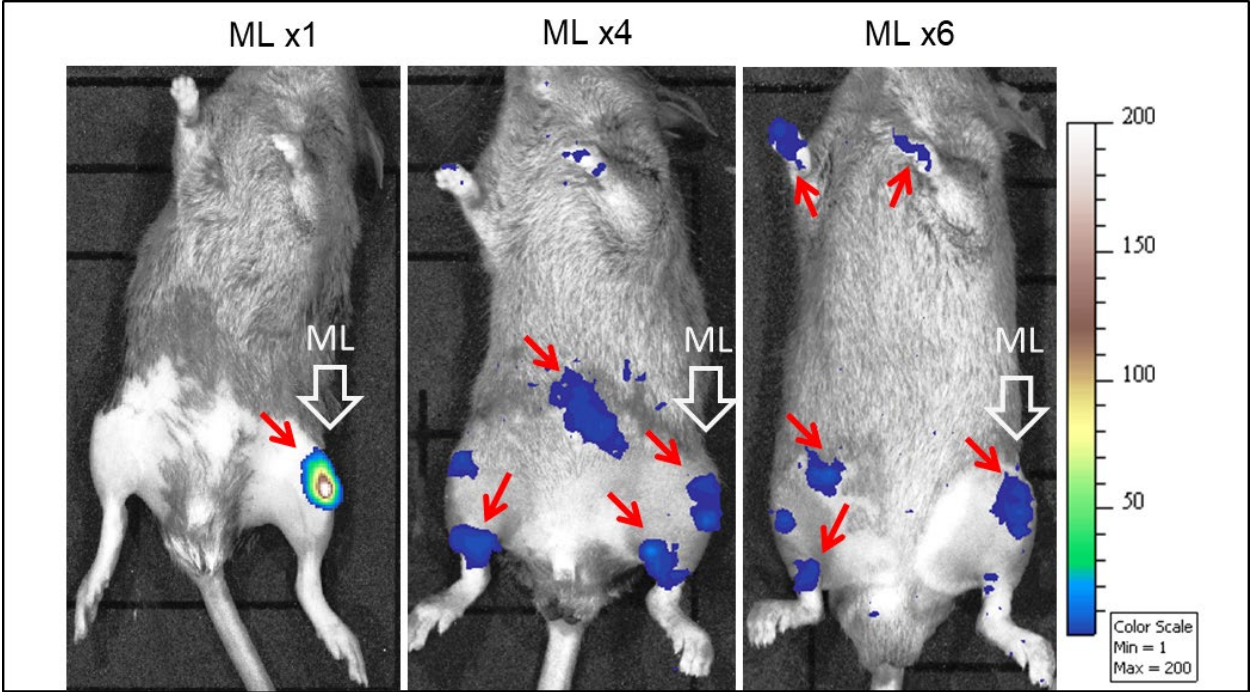 ML x1
ML x4
ML x6
ML
ML
ML
200
150
100
50
Color Scale
Min = 1
Max = 200